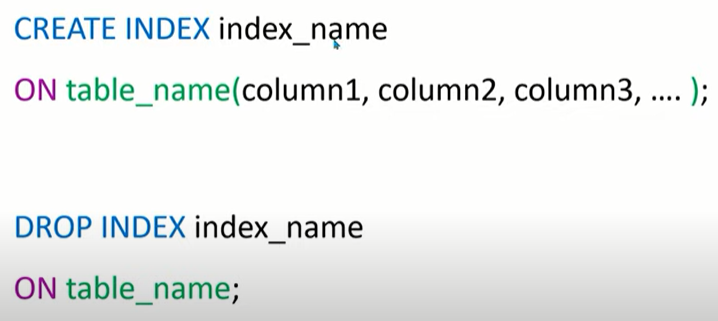 CREATE INDEX index_name
ON table_name(column1, column2, column3, .... );
DROP INDEX index_name
ON table_name;